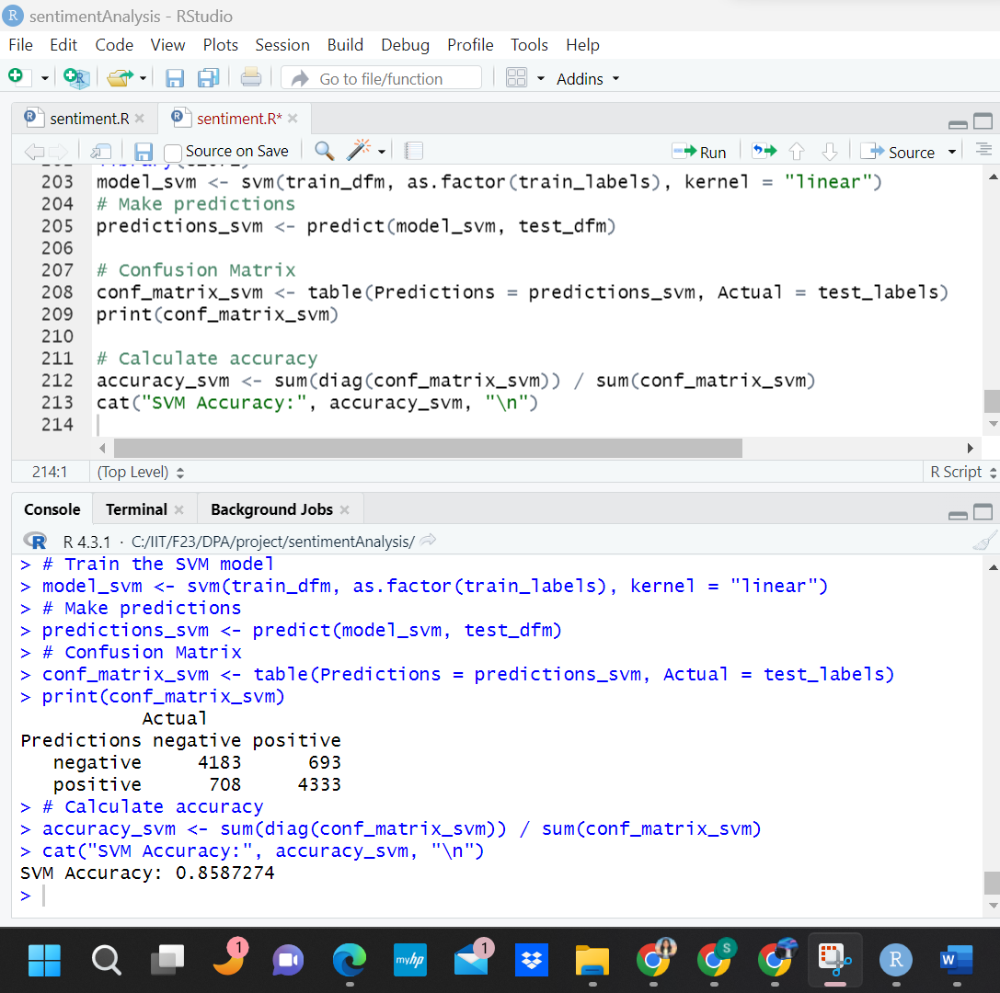 R sentimentAnalysis - RStudio
File Edit Code View Plots Session Build Debug Profile Tools Help
R Go to file/function Addins
R sentiment.R R sentiment.R*
Source on Save Run Source
203 model_svm <- svm(train_dfm, as.factor(train_labels), kernel = "linear")
204 # Make predictions
205 predictions_svm <- predict(model_svm, test_dfm)
206
207 # Confusion Matrix
208 conf_matrix_svm <- table(Predictions = predictions_svm, Actual = test_labels)
209 print(conf_matrix_svm)
210
211 # Calculate accuracy
212 accuracy_svm <- sum(diag(conf_matrix_svm)) / sum(conf_matrix_svm)
213 cat("SVM Accuracy:", accuracy_svm, "\n")
214
214:1 (Top Level) R Script
Console Terminal Background Jobs
R R 4.3.1 · C:/IIT/F23/DPA/project/sentimentAnalysis/
> # Train the SVM model
> model_svm <- svm(train_dfm, as.factor(train_labels), kernel = "linear")
> # Make predictions
> predictions_svm <- predict(model_svm, test_dfm)
> # Confusion Matrix
> conf_matrix_svm <- table(Predictions = predictions_svm, Actual = test_labels)
> print(conf_matrix_svm)
Actual
Predictions negative positive
negative 4183 693
positive 708 4333
> # Calculate accuracy
> accuracy_svm <- sum(diag(conf_matrix_svm)) / sum(conf_matrix_svm)
> cat("SVM Accuracy:", accuracy_svm, "\n")
SVM Accuracy: 0.8587274
>
1 myhp 1 S R W